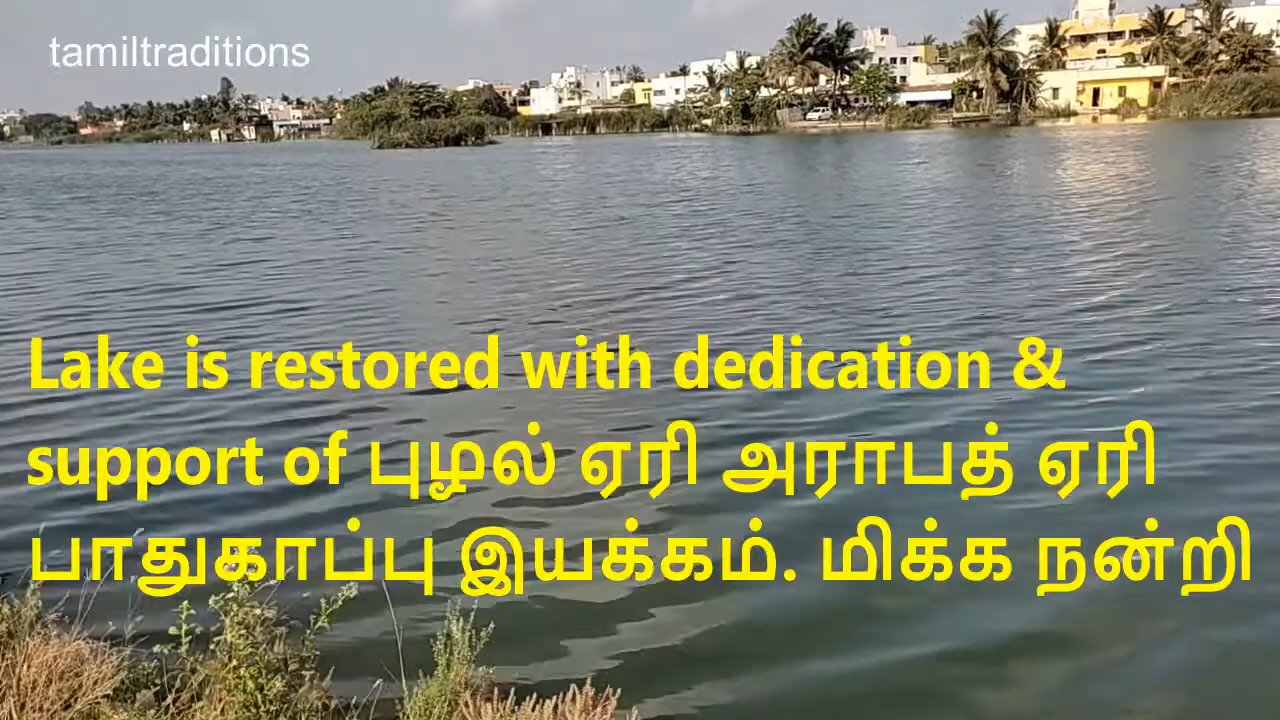 tamiltraditions
Lake is restored with dedication &
support of புழல் ஏரி அராபத் ஏரி
பாதுகாப்பு இயக்கம். மிக்க நன்றி